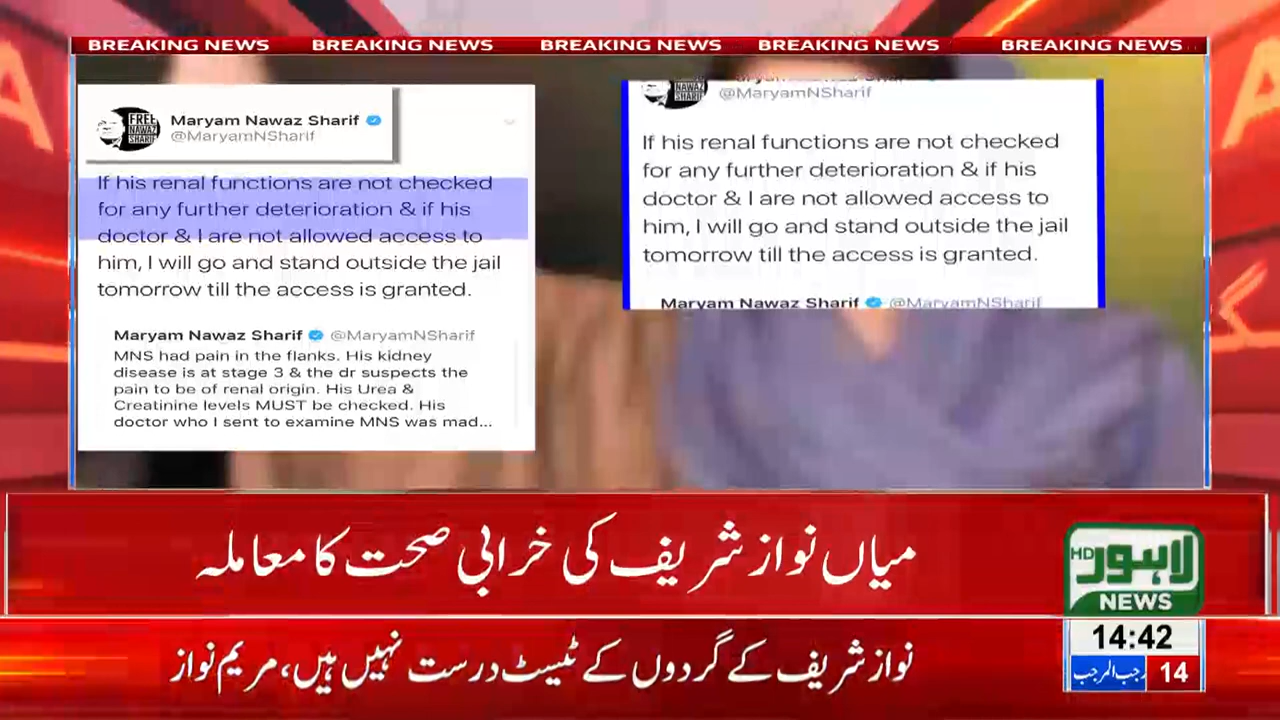 BREAKING NEWS BREAKING NEWS BREAKING NEWS BREAKING NEWS BREAKING NEWS
FREE
NAWAZ
SHARIF
Maryam Nawaz Sharif
@MaryamNSharif
If his renal functions are not checked
for any further deterioration & if his
doctor & I are not allowed access to
him, I will go and stand outside the jail
tomorrow till the access is granted.
Maryam Nawaz Sharif @MaryamNSharif
MNS had pain in the flanks. His kidney
disease is at stage 3 & the dr suspects the
pain to be of renal origin. His Urea &
Creatinine levels MUST be checked. His
doctor who I sent to examine MNS was mad...
NAWAZ
SHARIF
Maryam Nawaz Sharif
@MaryamNSharif
If his renal functions are not checked
for any further deterioration & if his
doctor & I are not allowed access to
him, I will go and stand outside the jail
tomorrow till the access is granted.
Maryam Nawaz Sharif @MaryamNSharif
میاں نواز شریف کی خرابی صحت کا معاملہ
نواز شریف کے گردوں کے ٹیسٹ درست نہیں ہیں، مریم نواز
HD
لاہور
NEWS
14:42
14 رجب المرجب